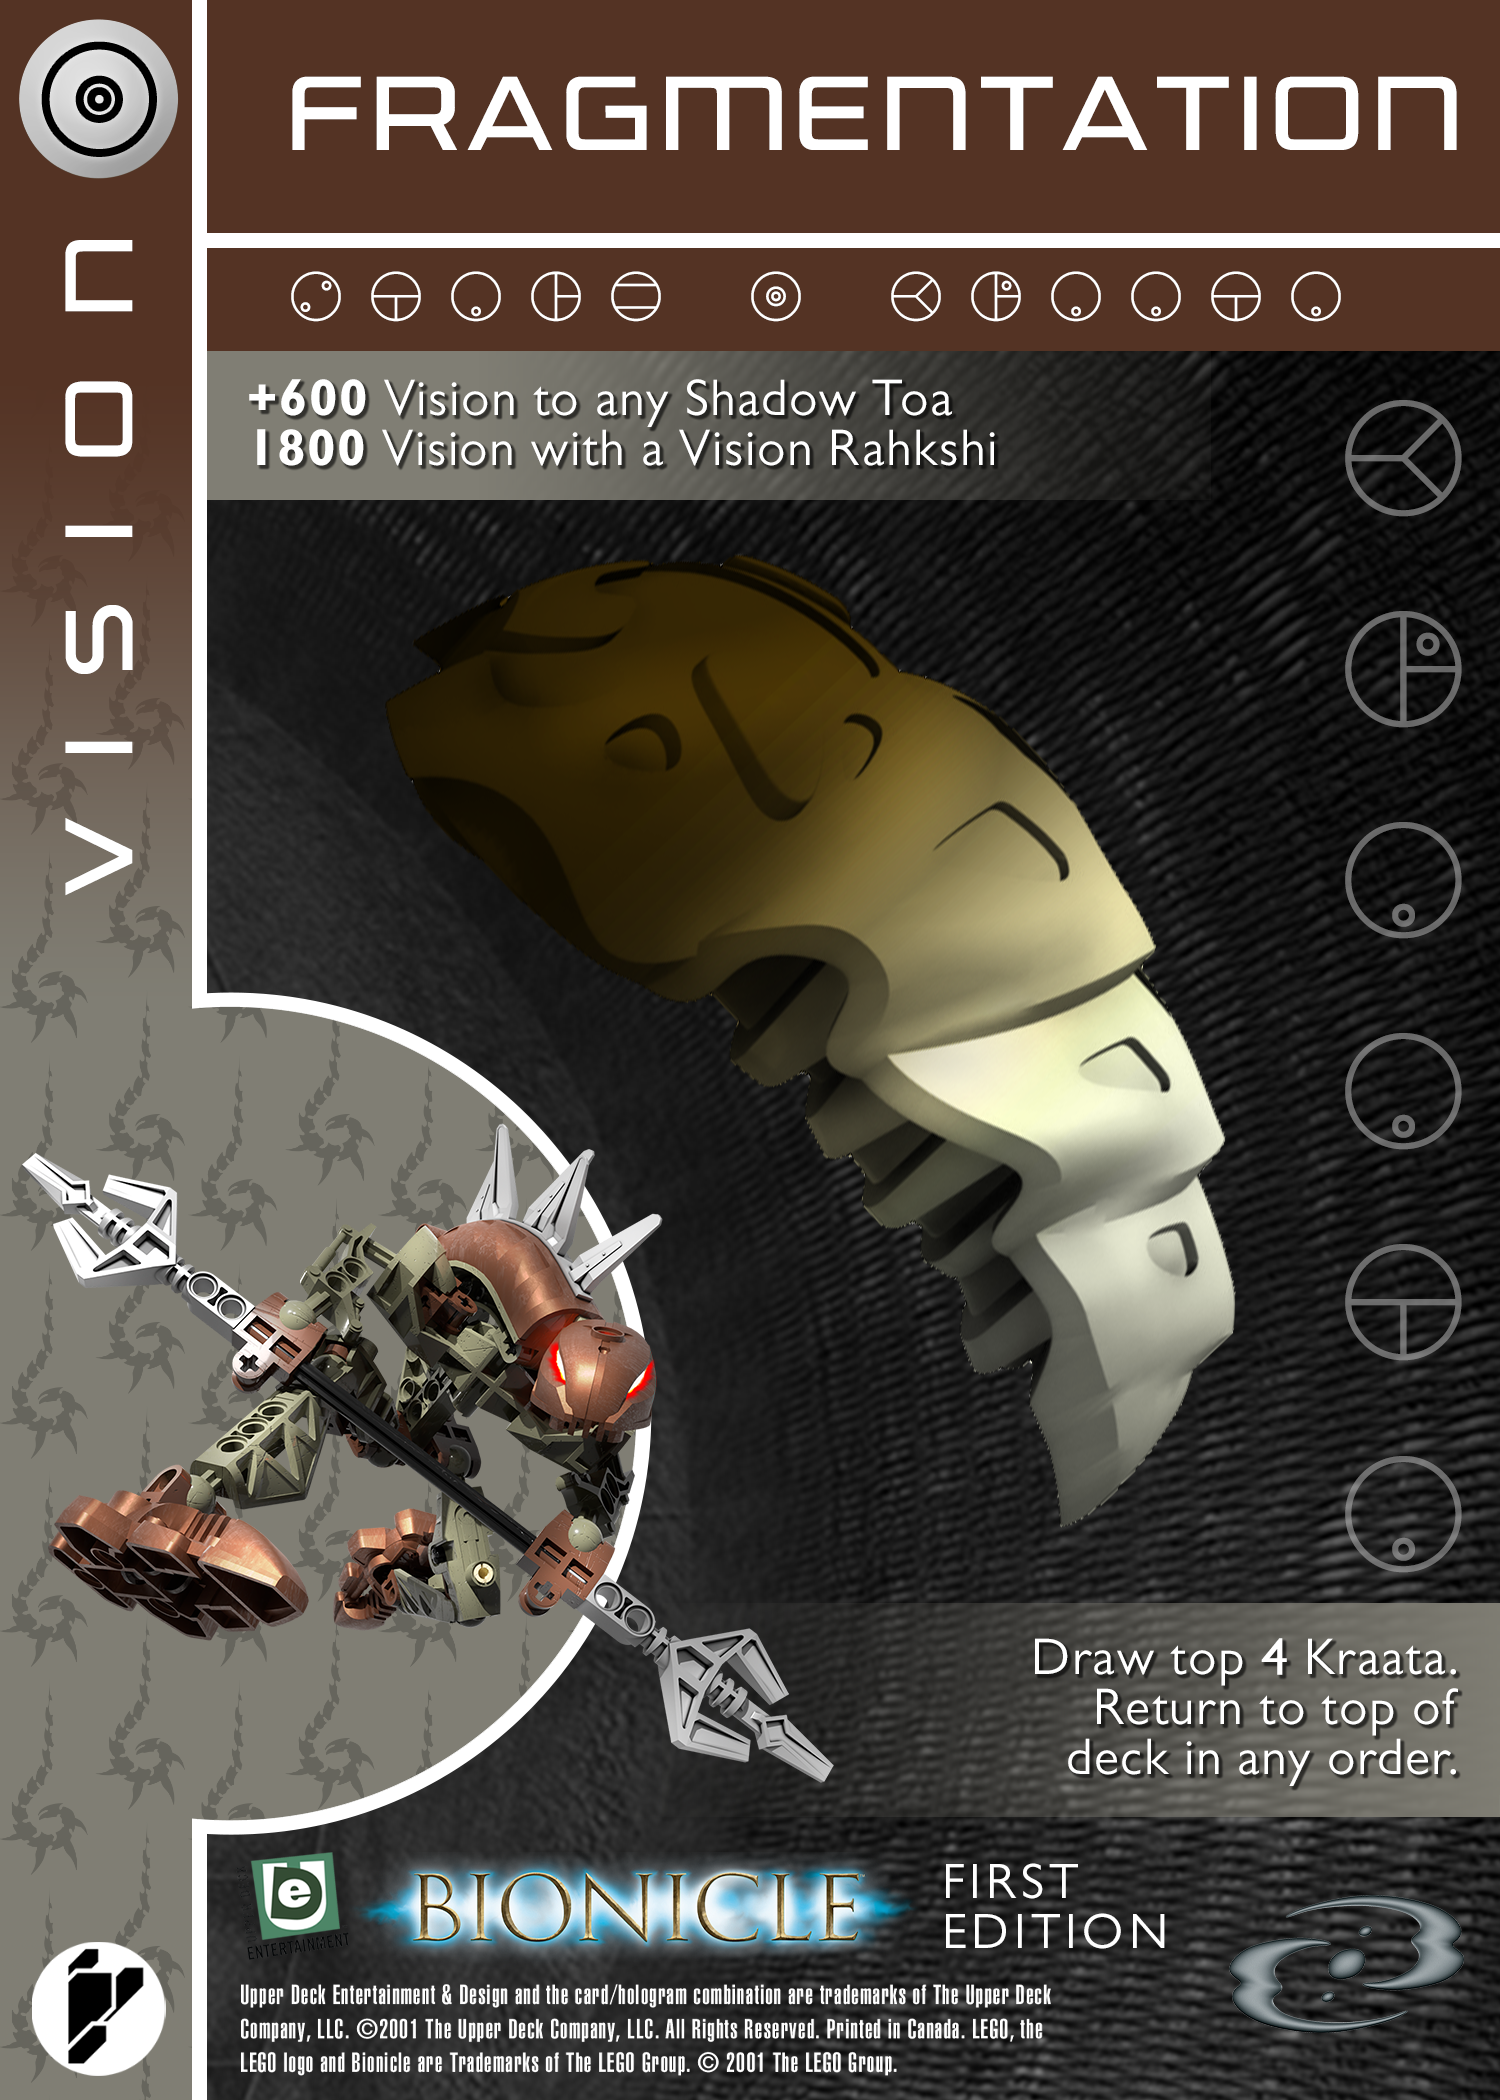 FRAGMENTATION
VISION
+600 Vision to any Shadow Toa
1800 Vision with a Vision Rahkshi
Draw top 4 Kraata.
Return to top of
deck in any order.
e
ENTERTAINMENT
BIONICLE
FIRST
EDITION
Upper Deck Entertainment & Design and the card/hologram combination are trademarks of The Upper Deck
Company, LLC. ©2001 The Upper Deck Company, LLC. All Rights Reserved. Printed in Canada. LEGO, the
LEGO logo and Bionicle are Trademarks of The LEGO Group. © 2001 The LEGO Group.